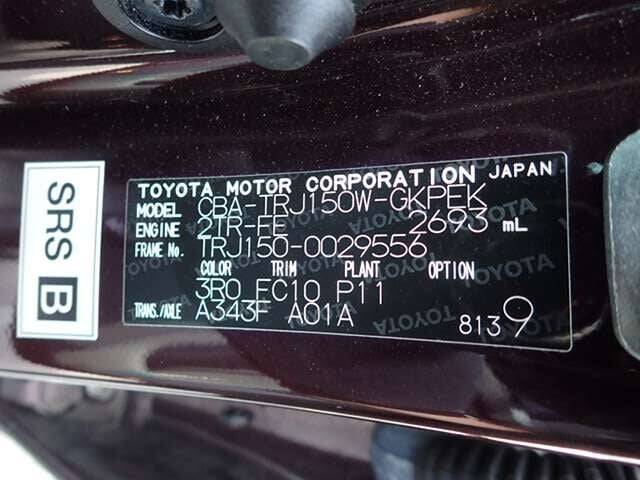 TOYOTA MOTOR CORPORATION JAPAN
MODEL CBA-TRJ150W-GKPEK
ENGINE 2TR-FE 2693 mL
FRAME No. TRJ150-0029556
COLOR TRIM PLANT OPTION
3R0 FC10 P11
TRANS./AXLE A343F A01A
8139
SRS B